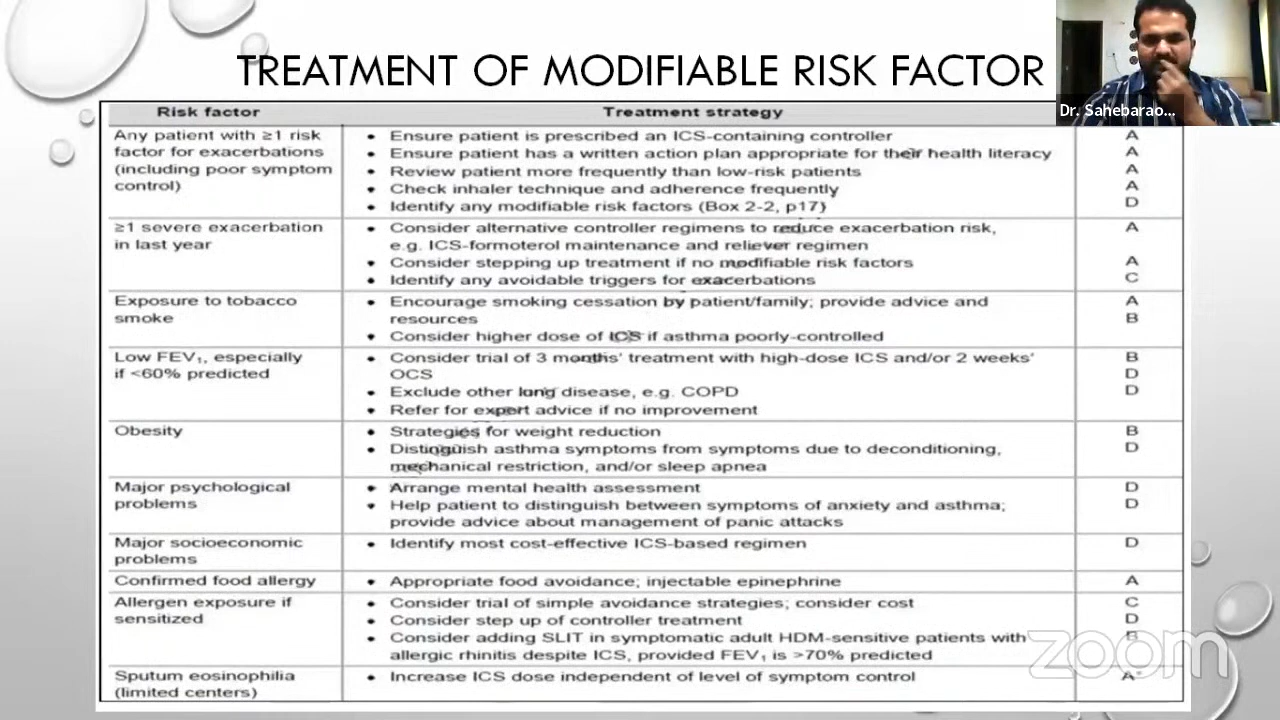 TREATMENT OF MODIFIABLE RISK FACTOR
Dr. Sahebarao...
Risk factor Treatment strategy
Any patient with ≥1 risk
factor for exacerbations
(including poor symptom
control)
• Ensure patient is prescribed an ICS-containing controller A
• Ensure patient has a written action plan appropriate for their health literacy A
• Review patient more frequently than low-risk patients A
• Check inhaler technique and adherence frequently A
• Identify any modifiable risk factors (Box 2-2, p17) D
≥1 severe exacerbation
in last year
• Consider alternative controller regimens to reduce exacerbation risk, A
e.g. ICS-formoterol maintenance and reliever regimen
• Consider stepping up treatment if no modifiable risk factors A
• Identify any avoidable triggers for exacerbations C
Exposure to tobacco
smoke
• Encourage smoking cessation by patient/family; provide advice and A
resources B
• Consider higher dose of ICS if asthma poorly-controlled
Low FEV₁, especially
if <60% predicted
• Consider trial of 3 months' treatment with high-dose ICS and/or 2 weeks' B
OCS D
• Exclude other lung disease, e.g. COPD D
• Refer for expert advice if no improvement
Obesity
• Strategies for weight reduction B
• Distinguish asthma symptoms from symptoms due to deconditioning, D
mechanical restriction, and/or sleep apnea
Major psychological
problems
• Arrange mental health assessment D
• Help patient to distinguish between symptoms of anxiety and asthma; D
provide advice about management of panic attacks
Major socioeconomic
problems
• Identify most cost-effective ICS-based regimen D
Confirmed food allergy
• Appropriate food avoidance; injectable epinephrine A
Allergen exposure if
sensitized
• Consider trial of simple avoidance strategies; consider cost C
• Consider step up of controller treatment D
• Consider adding SLIT in symptomatic adult HDM-sensitive patients with B
allergic rhinitis despite ICS, provided FEV₁ is >70% predicted
Sputum eosinophilia
(limited centers)
• Increase ICS dose independent of level of symptom control A*
zoom